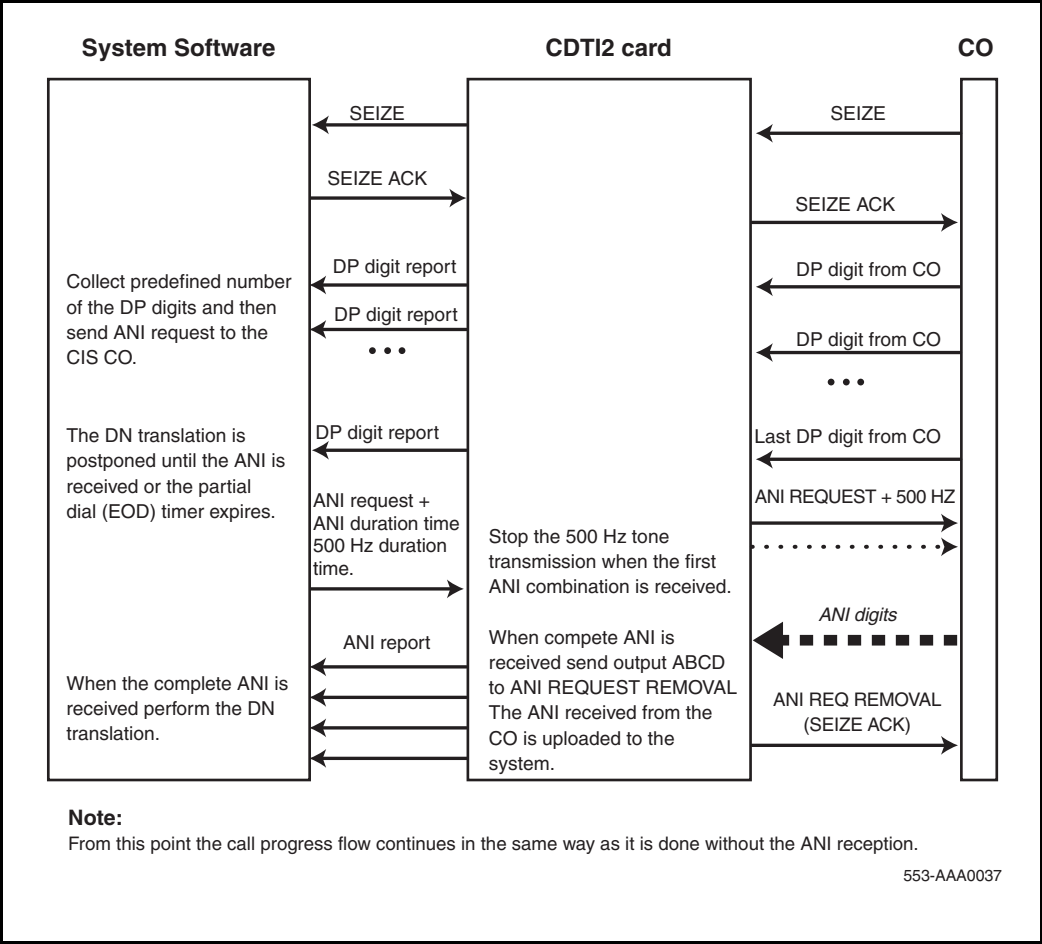 System Software
CDTI2 card
CO
SEIZE
SEIZE
SEIZE ACK
SEIZE ACK
Collect predefined number
of the DP digits and then
send ANI request to the
CIS CO.
DP digit report
DP digit from CO
DP digit report
DP digit from CO
The DN translation is
postponed until the ANI is
received or the partial
dial (EOD) timer expires.
DP digit report
Last DP digit from CO
ANI request +
ANI duration time
500 Hz duration
time.
ANI REQUEST + 500 HZ
Stop the 500 Hz tone
transmission when the first
ANI combination is received.
ANI digits
ANI report
When compete ANI is
received send output ABCD
to ANI REQUEST REMOVAL
The ANI received from the
CO is uploaded to the
system.
When the complete ANI is
received perform the DN
translation.
ANI REQ REMOVAL
(SEIZE ACK)
Note:
From this point the call progress flow continues in the same way as it is done without the ANI reception.
553-AAA0037